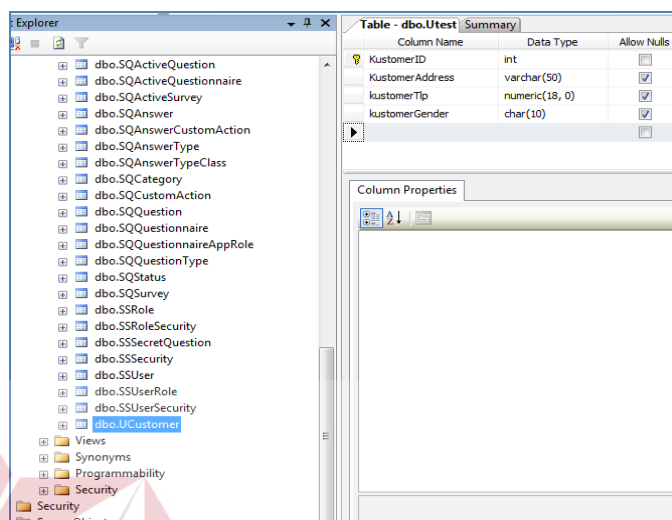 t Explorer
dbo.SQActiveQuestion
dbo.SQActiveQuestionnaire
dbo.SQActiveSurvey
dbo.SQAnswer
dbo.SQAnswerCustomAction
dbo.SQAnswerType
dbo.SQAnswerTypeClass
dbo.SQCategory
dbo.SQCustomAction
dbo.SQQuestion
dbo.SQQuestionnaire
dbo.SQQuestionnaireAppRole
dbo.SQQuestionType
dbo.SQStatus
dbo.SQSurvey
dbo.SSRole
dbo.SSRoleSecurity
dbo.SSSecretQuestion
dbo.SSSecurity
dbo.SSUser
dbo.SSUserRole
dbo.SSUserSecurity
dbo.UCustomer
Views
Synonyms
Programmability
Security
Security
Table - dbo.Utest Summary
Column Name Data Type Allow Nulls
KustomerID int
KustomerAddress varchar(50)
kustomerTlp numeric(18, 0)
kustomerGender char(10)
Column Properties